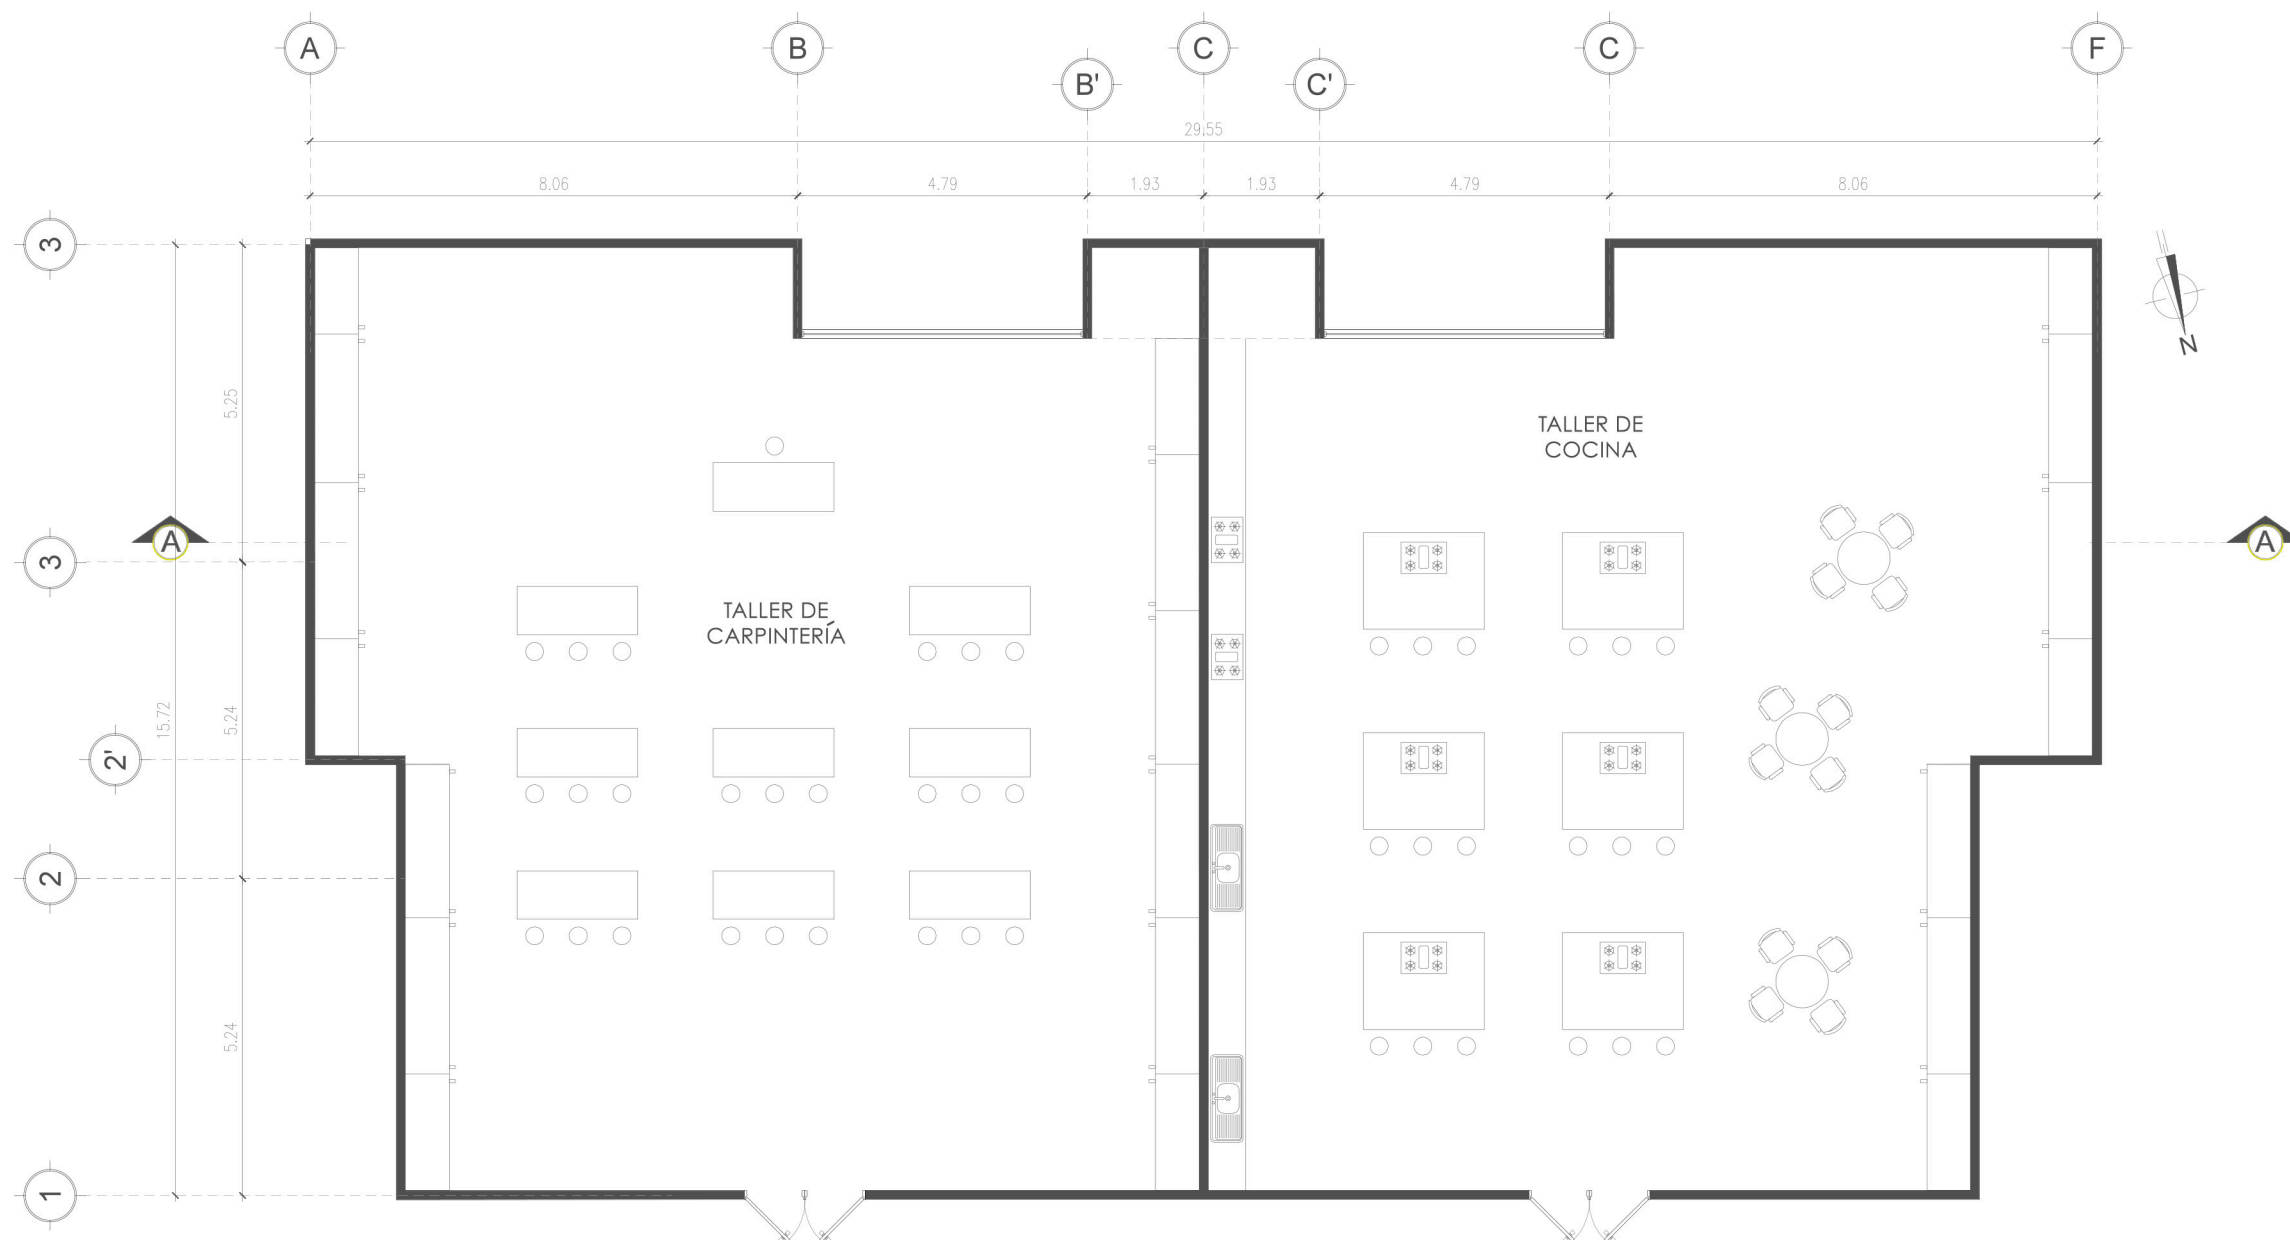 A
B
B'
C
C'
C
F
29.55
8.06
4.79
1.93
1.93
4.79
8.06
3
N
5.25
TALLER DE
COCINA
A
A
3
TALLER DE
CARPINTERÍA
15.72
5.24
2'
2
5.24
1